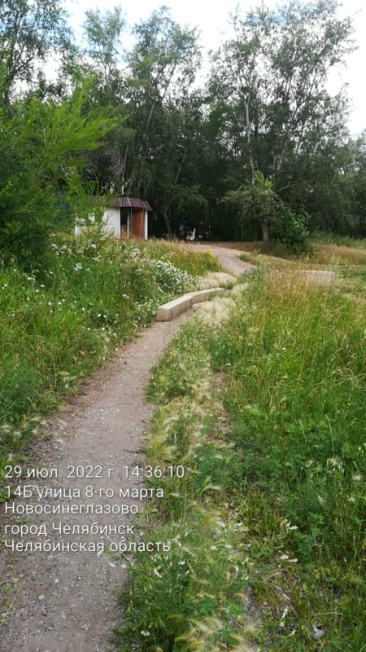 29 июл. 2022 г. 14:36:10
14Б улица 8-го марта
Новосинеглазово
город Челябинск
Челябинская область